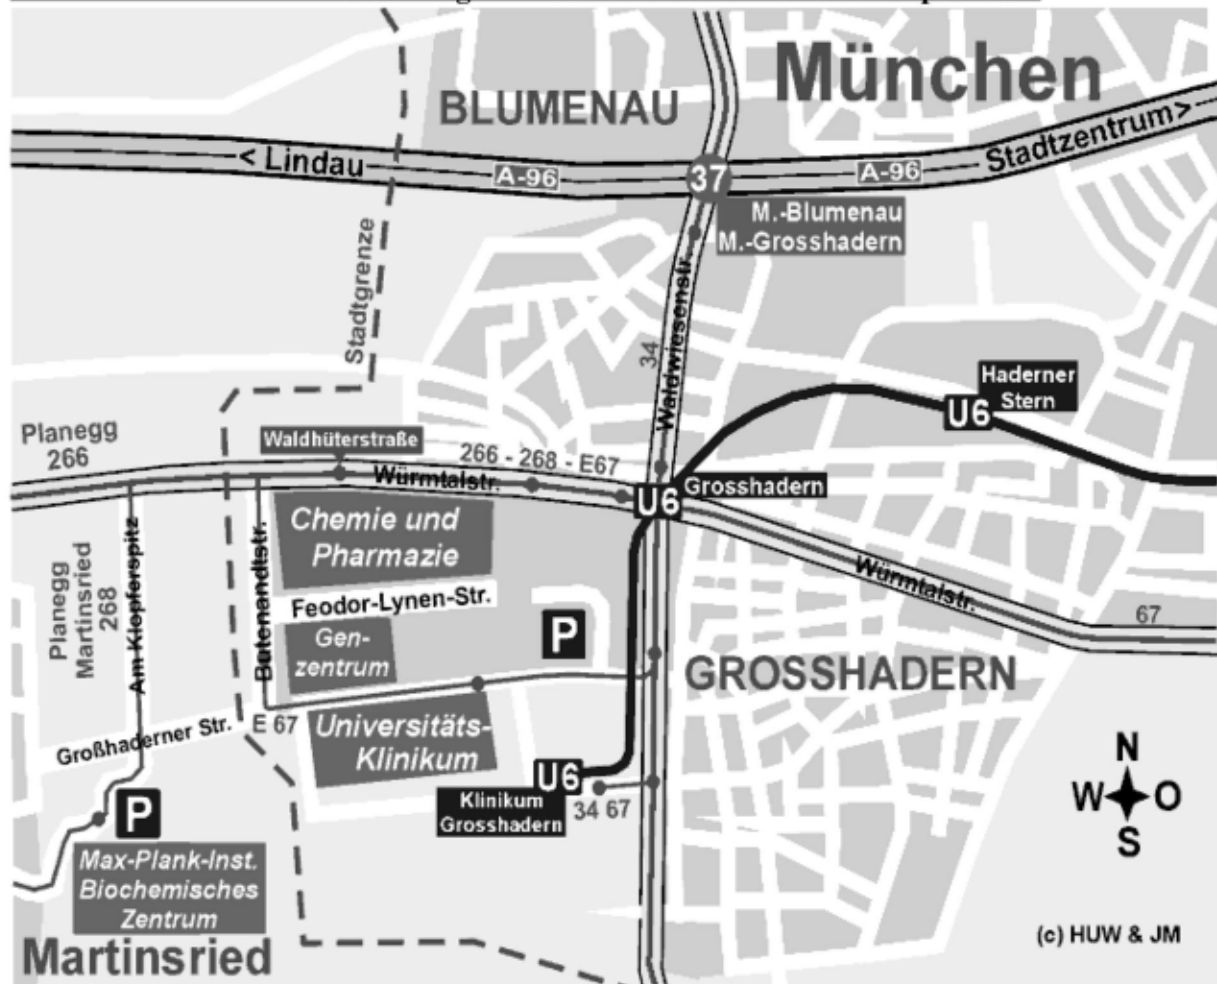 München
BLUMENAU
< Lindau
A-96
37
A-96
Stadtzentrum>
M.-Blumenau
M.-Grosshadern
Stadtgrenze
Waldwiesenstr.
34
Haderner
Stern
U6
Planegg
266
Waldhüterstraße
266 - 268 - E67
Würmtalstr.
U6
Grosshadern
Chemie und
Pharmazie
Planegg
Martinsried
268
Am Klopferspitz
Butenandtstr.
Feodor-Lynen-Str.
Gen-
zentrum
P
Würmtalstr.
67
GROSSHADERN
Großhaderner Str.
E 67
Universitäts-
Klinikum
U6
Klinikum
Grosshadern
34 67
P
Max-Plank-Inst.
Biochemisches
Zentrum
Martinsried
N
W
O
S
(c) HUW & JM